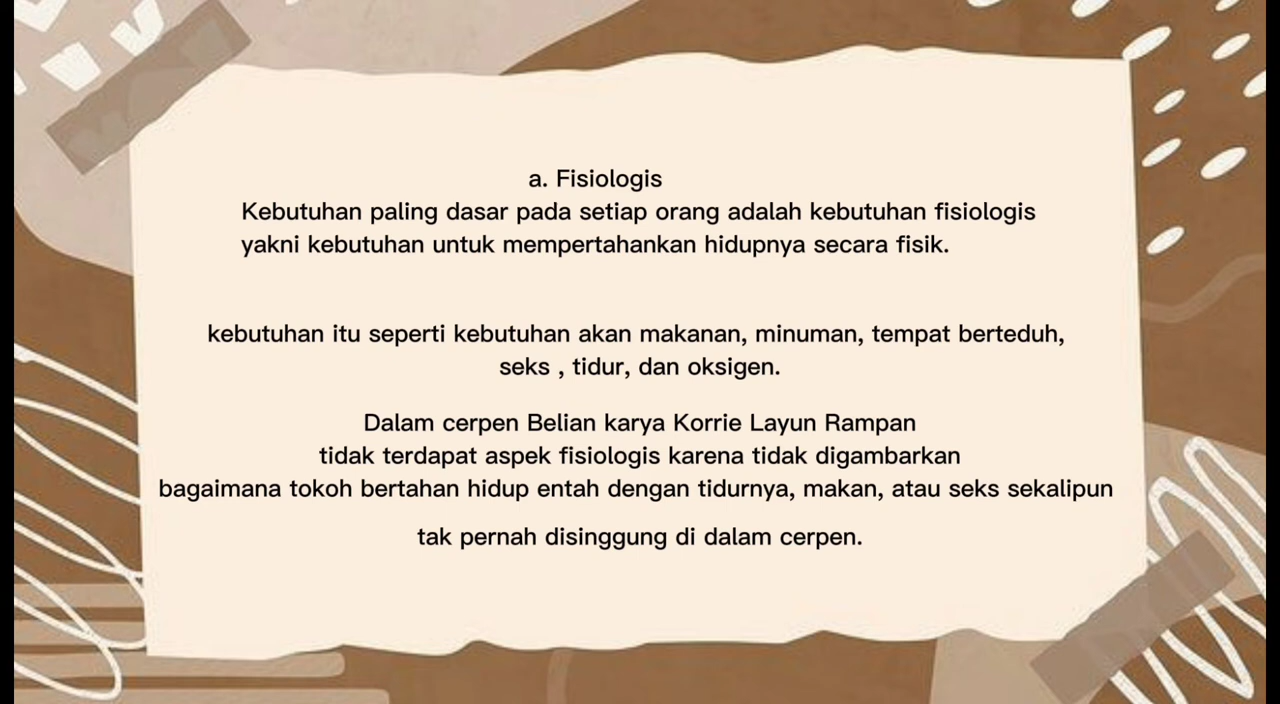 a. Fisiologis
Kebutuhan paling dasar pada setiap orang adalah kebutuhan fisiologis
yakni kebutuhan untuk mempertahankan hidupnya secara fisik.
kebutuhan itu seperti kebutuhan akan makanan, minuman, tempat berteduh,
seks , tidur, dan oksigen.
Dalam cerpen Belian karya Korrie Layun Rampan
tidak terdapat aspek fisiologis karena tidak digambarkan
bagaimana tokoh bertahan hidup entah dengan tidurnya, makan, atau seks sekalipun
tak pernah disinggung di dalam cerpen.